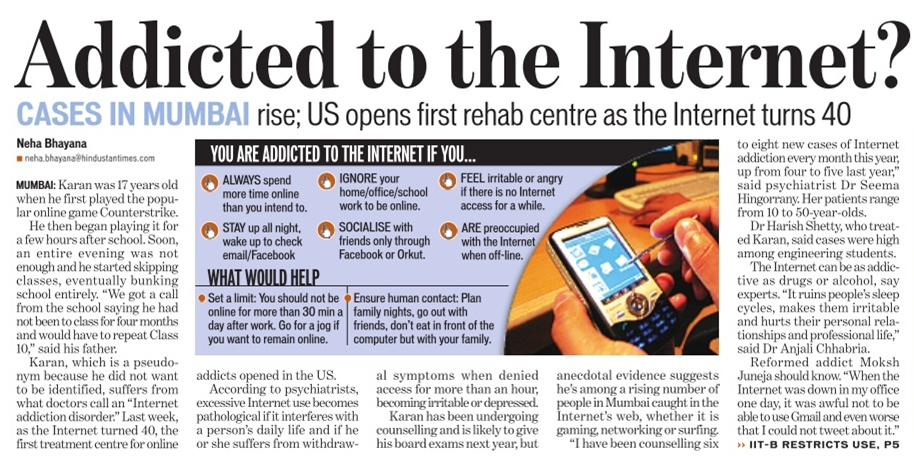 Addicted to the Internet?
CASES IN MUMBAI rise; US opens first rehab centre as the Internet turns 40
Neha Bhayana
neha.bhayana@hindustantimes.com
MUMBAI: Karan was 17 years old
when he first played the popu-
lar online game Counterstrike.
He then began playing it for
a few hours after school. Soon,
an entire evening was not
enough and he started skipping
classes, eventually bunking
school entirely. “We got a call
from the school saying he had
not been to class for four months
and would have to repeat Class
10,” said his father.
Karan, which is a pseudo-
nym because he did not want
to be identified, suffers from
what doctors call an “Internet
addiction disorder.” Last week,
as the Internet turned 40, the
first treatment centre for online
YOU ARE ADDICTED TO THE INTERNET IF YOU...
ALWAYS spend
more time online
than you intend to.
IGNORE your
home/office/school
work to be online.
FEEL irritable or angry
if there is no Internet
access for a while.
STAY up all night,
wake up to check
email/Facebook
SOCIALISE with
friends only through
Facebook or Orkut.
ARE preoccupied
with the Internet
when off-line.
WHAT WOULD HELP
Set a limit: You should not be
online for more than 30 min a
day after work. Go for a jog if
you want to remain online.
Ensure human contact: Plan
family nights, go out with
friends, don’t eat in front of the
computer but with your family.
addicts opened in the US.
According to psychiatrists,
excessive Internet use becomes
pathological if it interferes with
a person’s daily life and if he
or she suffers from withdraw-
al symptoms when denied
access for more than an hour,
becoming irritable or depressed.
Karan has been undergoing
counselling and is likely to give
his board exams next year, but
anecdotal evidence suggests
he’s among a rising number of
people in Mumbai caught in the
Internet’s web, whether it is
gaming, networking or surfing.
“I have been counselling six
to eight new cases of Internet
addiction every month this year,
up from four to five last year,”
said psychiatrist Dr Seema
Hingorrany. Her patients range
from 10 to 50-year-olds.
Dr Harish Shetty, who treat-
ed Karan, said cases were high
among engineering students.
The Internet can be as addic-
tive as drugs or alcohol, say
experts. “It ruins people’s sleep
cycles, makes them irritable
and hurts their personal rela-
tionships and professional life,”
said Dr Anjali Chhabria.
Reformed addict Moksh
Juneja should know. “When the
Internet was down in my office
one day, it was awful not to be
able to use Gmail and even worse
that I could not tweet about it.”
›› IIT-B RESTRICTS USE, P5